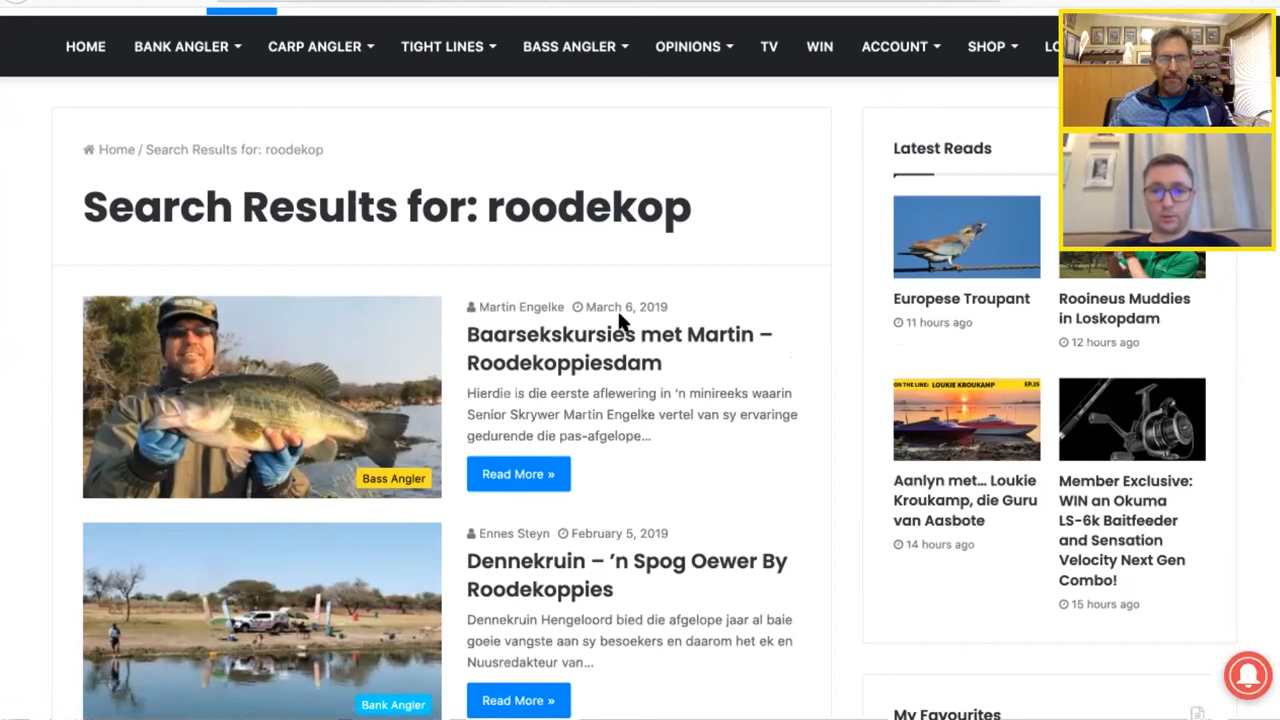 HOME BANK ANGLER CARP ANGLER TIGHT LINES BASS ANGLER OPINIONS TV WIN ACCOUNT SHOP
Home / Search Results for: roodekop
Search Results for: roodekop
Martin Engelke March 6, 2019
Baarsekskursies met Martin –
Roodekoppiesdam
Hierdie is die eerste aflewering in ‘n minireeks waarin
Senior Skrywer Martin Engelke vertel van sy ervaringe
gedurende die pas-afgelope...
Read More »
Bass Angler
Ennes Steyn February 5, 2019
Dennekruin – ’n Spog Oewer By
Roodekoppies
Dennekruin Hengeloord bied die afgelope jaar al baie
goeie vangste aan sy besoekers en daarom het ek en
Nuusredakteur van...
Read More »
Bank Angler
Latest Reads
Europese Troupant
11 hours ago
Rooineus Muddies
in Loskopdam
12 hours ago
ON THE LINE: LOUKIE KROUKAMP EP.25
Aanlyn met... Loukie
Kroukamp, die Guru
van Aasbote
14 hours ago
Member Exclusive:
WIN an Okuma
LS-6k Baitfeeder
and Sensation
Velocity Next Gen
Combo!
15 hours ago
My Favourites